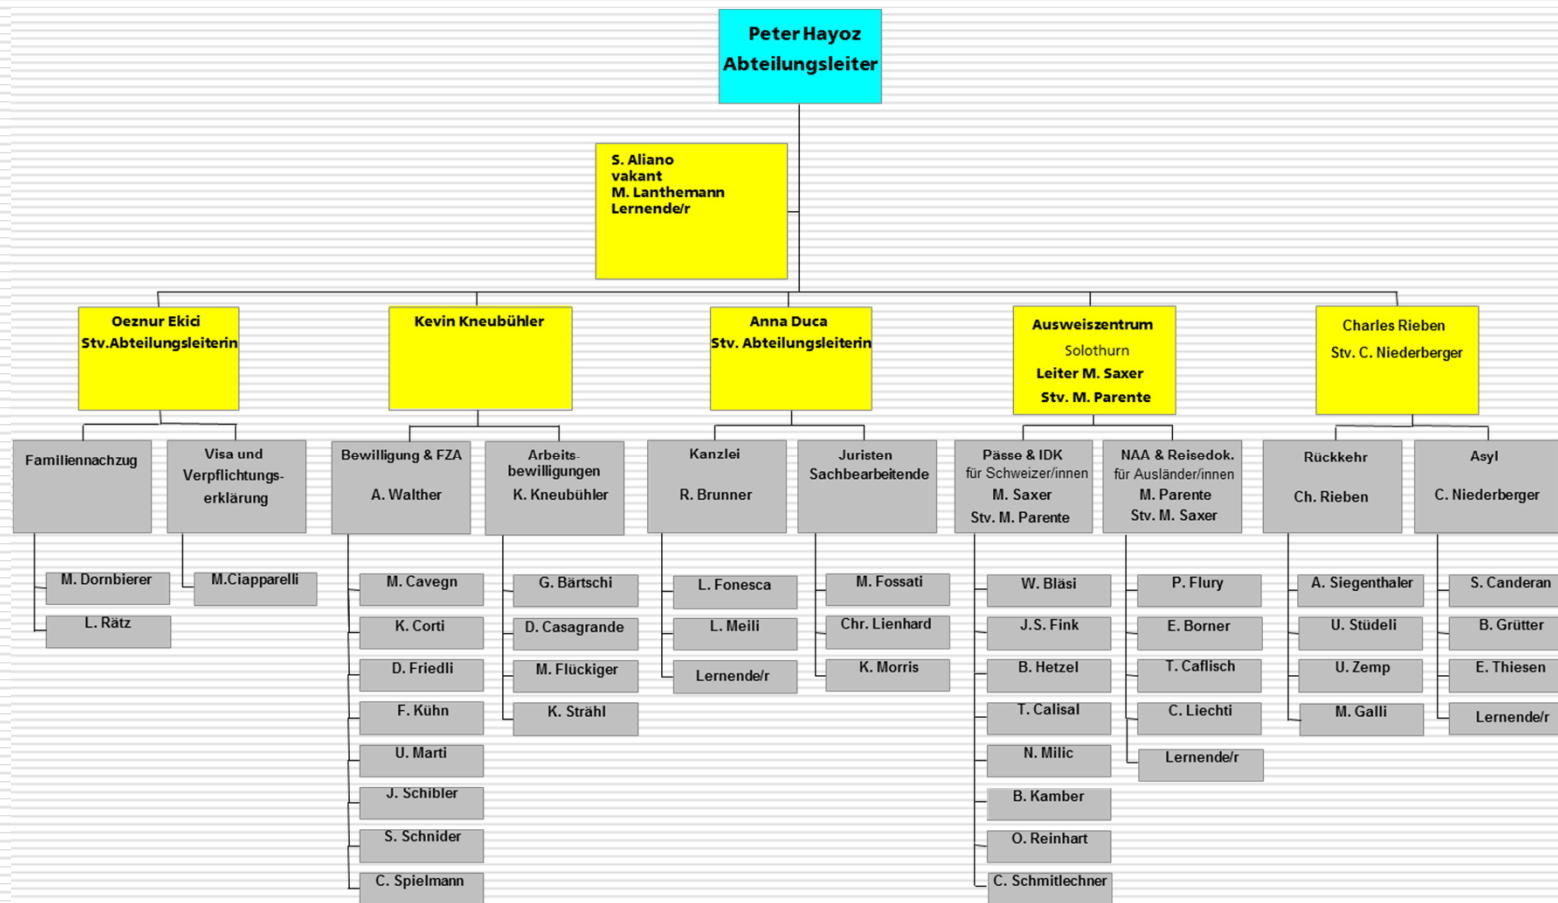 Peter Hayoz
Abteilungsleiter
S. Aliano
vakant
M. Lanthemann
Lernende/r
Oeznur Ekici
Stv.Abteilungsleiterin
Kevin Kneubühler
Anna Duca
Stv. Abteilungsleiterin
Ausweiszentrum
Solothurn
Leiter M. Saxer
Stv. M. Parente
Charles Rieben
Stv. C. Niederberger
Familiennachzug
M. Dornbierer
L. Rätz
Visa und
Verpflichtungs-
erklärung
M.Ciapparelli
Bewilligung & FZA
A. Walther
M. Cavegn
K. Corti
D. Friedli
F. Kühn
U. Marti
J. Schibler
S. Schnider
C. Spielmann
Arbeits-
bewilligungen
K. Kneubühler
G. Bärtschi
D. Casagrande
M. Flückiger
K. Strähl
Kanzlei
R. Brunner
L. Fonesca
L. Meili
Lernende/r
Juristen
Sachbearbeitende
M. Fossati
Chr. Lienhard
K. Morris
Pässe & IDK
für Schweizer/innen
M. Saxer
Stv. M. Parente
W. Bläsi
J.S. Fink
B. Hetzel
T. Calisal
N. Milic
B. Kamber
O. Reinhart
C. Schmitlechner
NAA & Reisedok.
für Ausländer/innen
M. Parente
Stv. M. Saxer
P. Flury
E. Borner
T. Caflisch
C. Liechti
Lernende/r
Rückkehr
Ch. Rieben
A. Siegenthaler
U. Stüdeli
U. Zemp
M. Galli
Asyl
C. Niederberger
S. Canderan
B. Grütter
E. Thiesen
Lernende/r